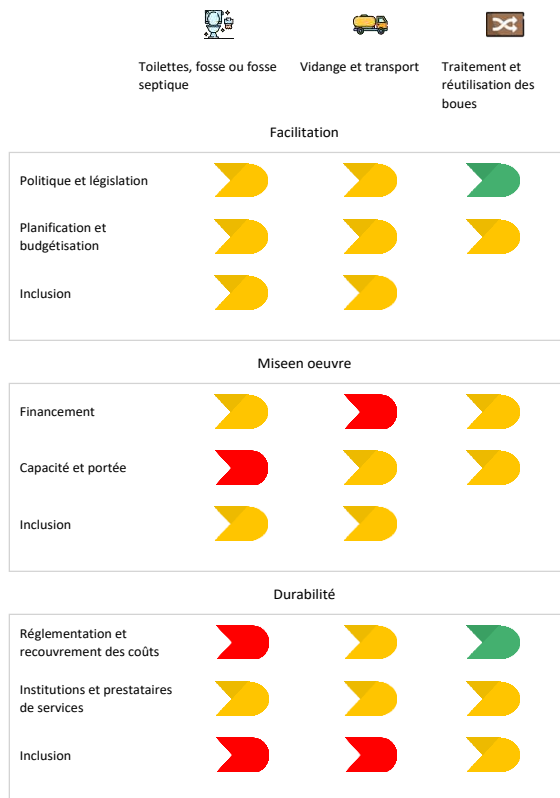 Toilettes, fosse ou fosse
septique
Vidange et transport
Traitement et
réutilisation des
boues
Facilitation
Politique et législation
Planification et
budgétisation
Inclusion
Miseen oeuvre
Financement
Capacité et portée
Inclusion
Durabilité
Réglementation et
recouvrement des coûts
Institutions et prestataires
de services
Inclusion